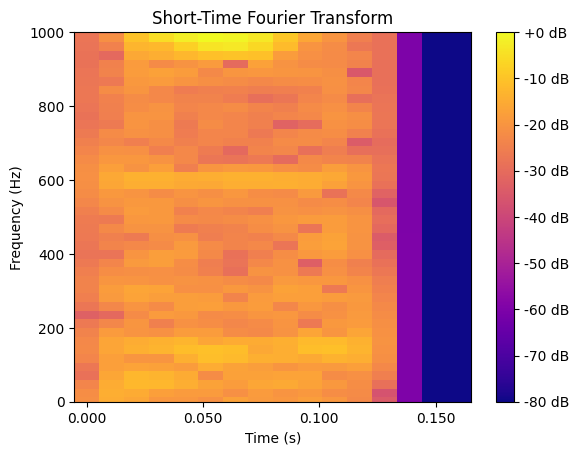 Short-Time Fourier Transform
1000
800
600
400
200
0
Frequency (Hz)
0.000
0.050
0.100
0.150
Time (s)
+0 dB
-10 dB
-20 dB
-30 dB
-40 dB
-50 dB
-60 dB
-70 dB
-80 dB